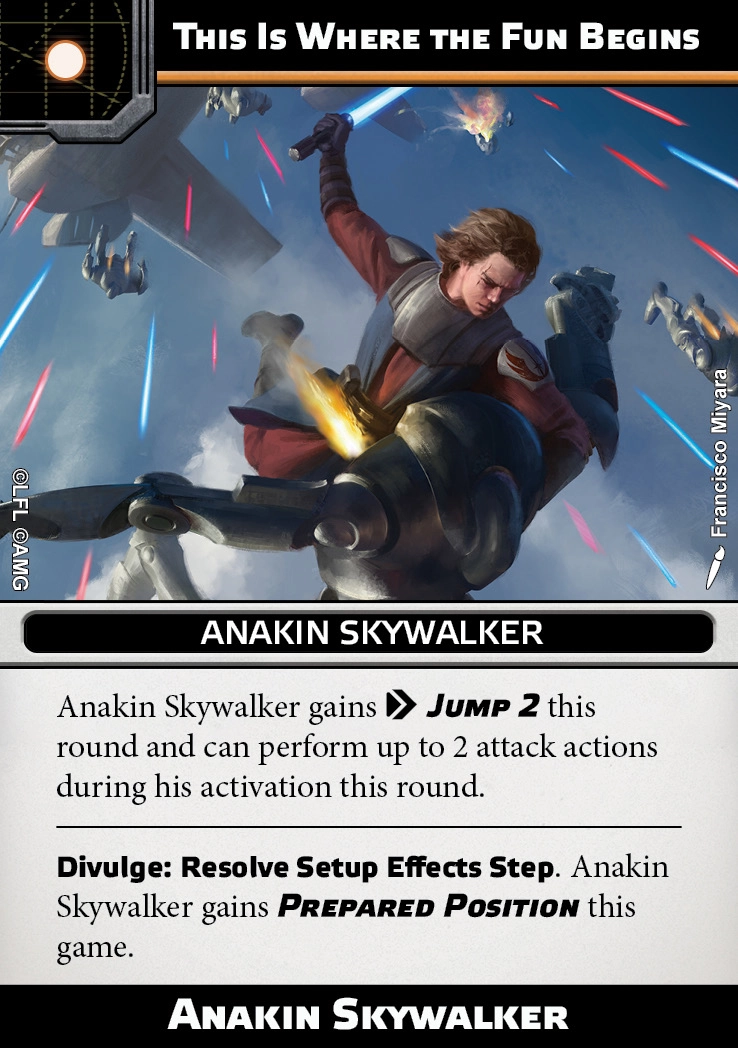 This Is Where the Fun Begins
©LFL ©AMG
Francisco Miyara
ANAKIN SKYWALKER
Anakin Skywalker gains Jump 2 this
round and can perform up to 2 attack actions
during his activation this round.
Divulge: Resolve Setup Effects Step. Anakin
Skywalker gains Prepared Position this
game.
Anakin Skywalker